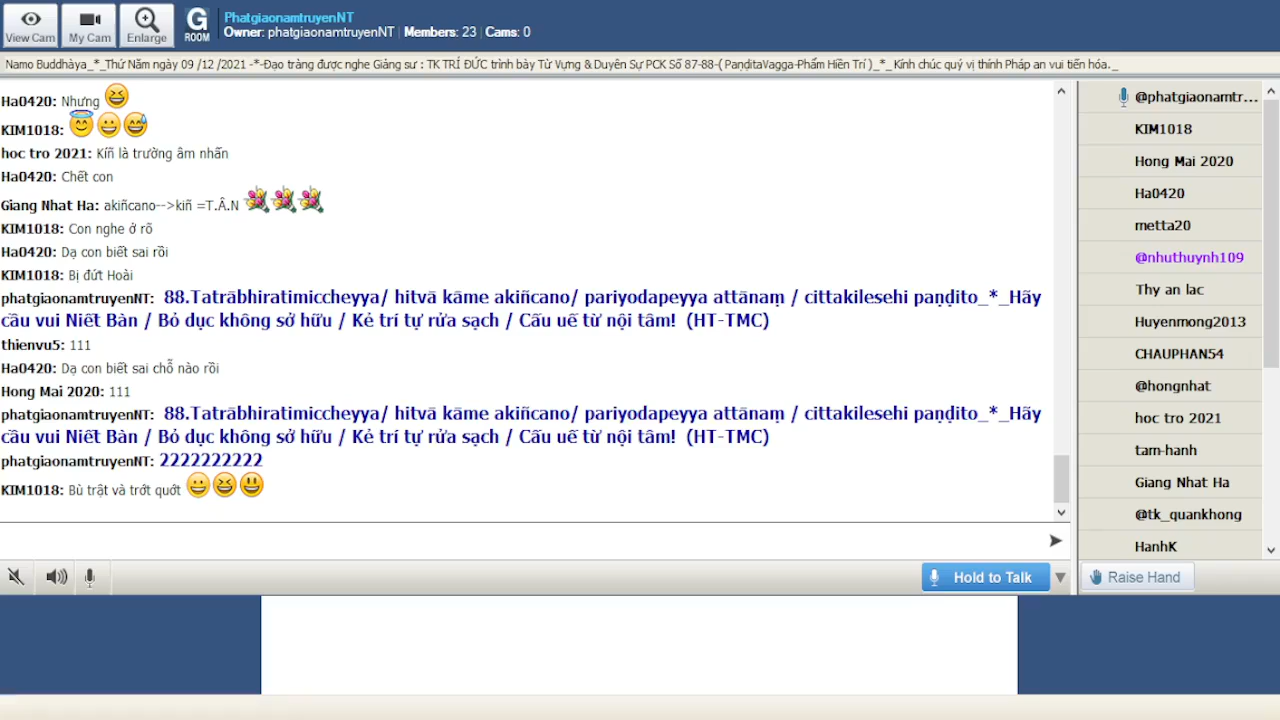 View Cam
My Cam
Enlarge
G
ROOM
PhatgiaonamtruyenNT
Owner: phatgiaonamtruyenNT | Members: 23 | Cams: 0
Namo Buddhàya_*_Thứ Năm ngày 09 /12 /2021 -*-Đạo tràng được nghe Giảng sư : TK TRÍ ĐỨC trình bày Từ Vựng & Duyên Sự PCK Số 87-88-( PaṇḍitaVagga-Phẩm Hiền Trí )_*_ Kính chúc quý vị thính Pháp an vui tiến hóa._
Ha0420: Nhưng
KIM1018:
hoc tro 2021: Kiñ là trường âm nhấn
Ha0420: Chết con
Giang Nhat Ha: akiñcano-->kiñ =T.Â.N
KIM1018: Con nghe ở rõ
Ha0420: Dạ con biết sai rồi
KIM1018: Bị đứt Hoài
phatgiaonamtruyenNT: 88.Tatrābhiratimiccheyya/ hitvā kāme akiñcano/ pariyodapeyya attānaṃ / cittakilesehi paṇḍito_*_Hãy
cầu vui Niết Bàn / Bỏ dục không sở hữu / Kẻ trí tự rửa sạch / Cấu uế từ nội tâm! (HT-TMC)
thienvu5: 111
Ha0420: Dạ con biết sai chỗ nào rồi
Hong Mai 2020: 111
phatgiaonamtruyenNT: 88.Tatrābhiratimiccheyya/ hitvā kāme akiñcano/ pariyodapeyya attānaṃ / cittakilesehi paṇḍito_*_Hãy
cầu vui Niết Bàn / Bỏ dục không sở hữu / Kẻ trí tự rửa sạch / Cấu uế từ nội tâm! (HT-TMC)
phatgiaonamtruyenNT: 2222222222
KIM1018: Bù trật và trớt quớt
@phatgiaonamtr...
KIM1018
Hong Mai 2020
Ha0420
metta20
@nhuthuynh109
Thy an lac
Huyenmong2013
CHAUPHAN54
@hongnhat
hoc tro 2021
tam-hanh
Giang Nhat Ha
@tk_quankhong
HanhK
Hold to Talk
Raise Hand